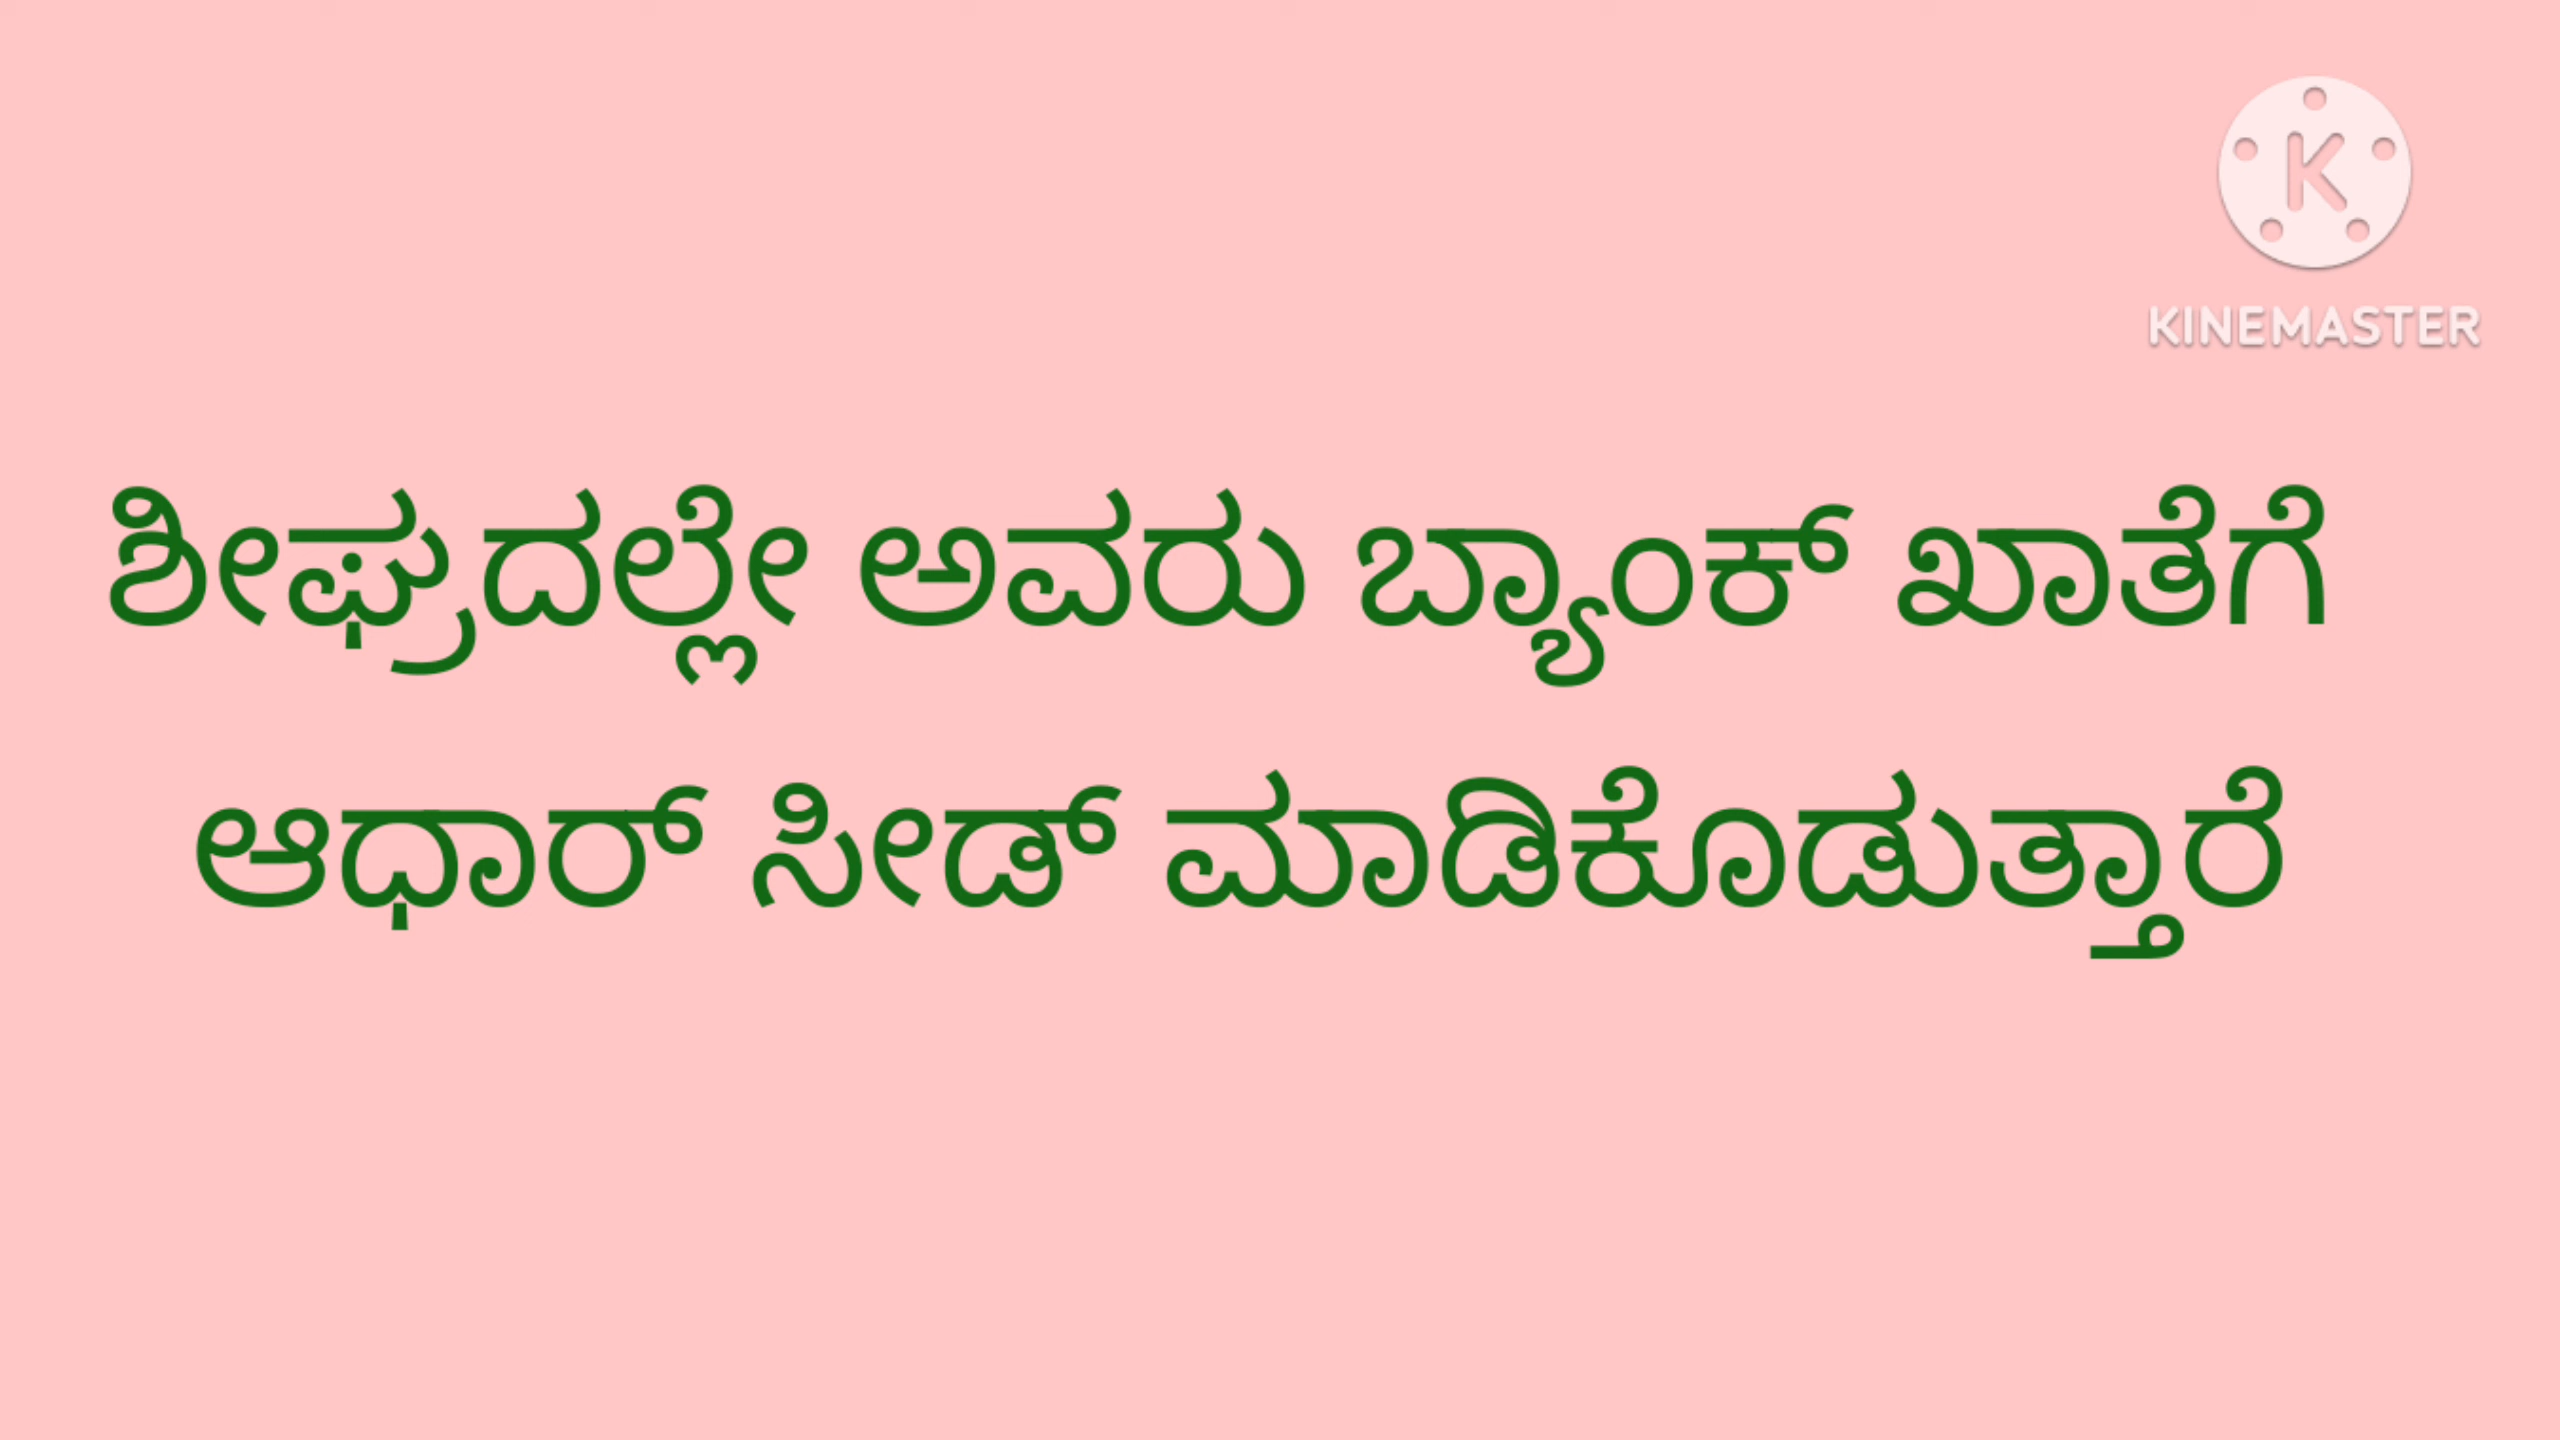 KINEMASTER
ಶೀಘ್ರದಲ್ಲೇ ಅವರು ಬ್ಯಾಂಕ್ ಖಾತೆಗೆ
ಆಧಾರ್ ಸೀಡ್ ಮಾಡಿಕೊಡುತ್ತಾರೆ